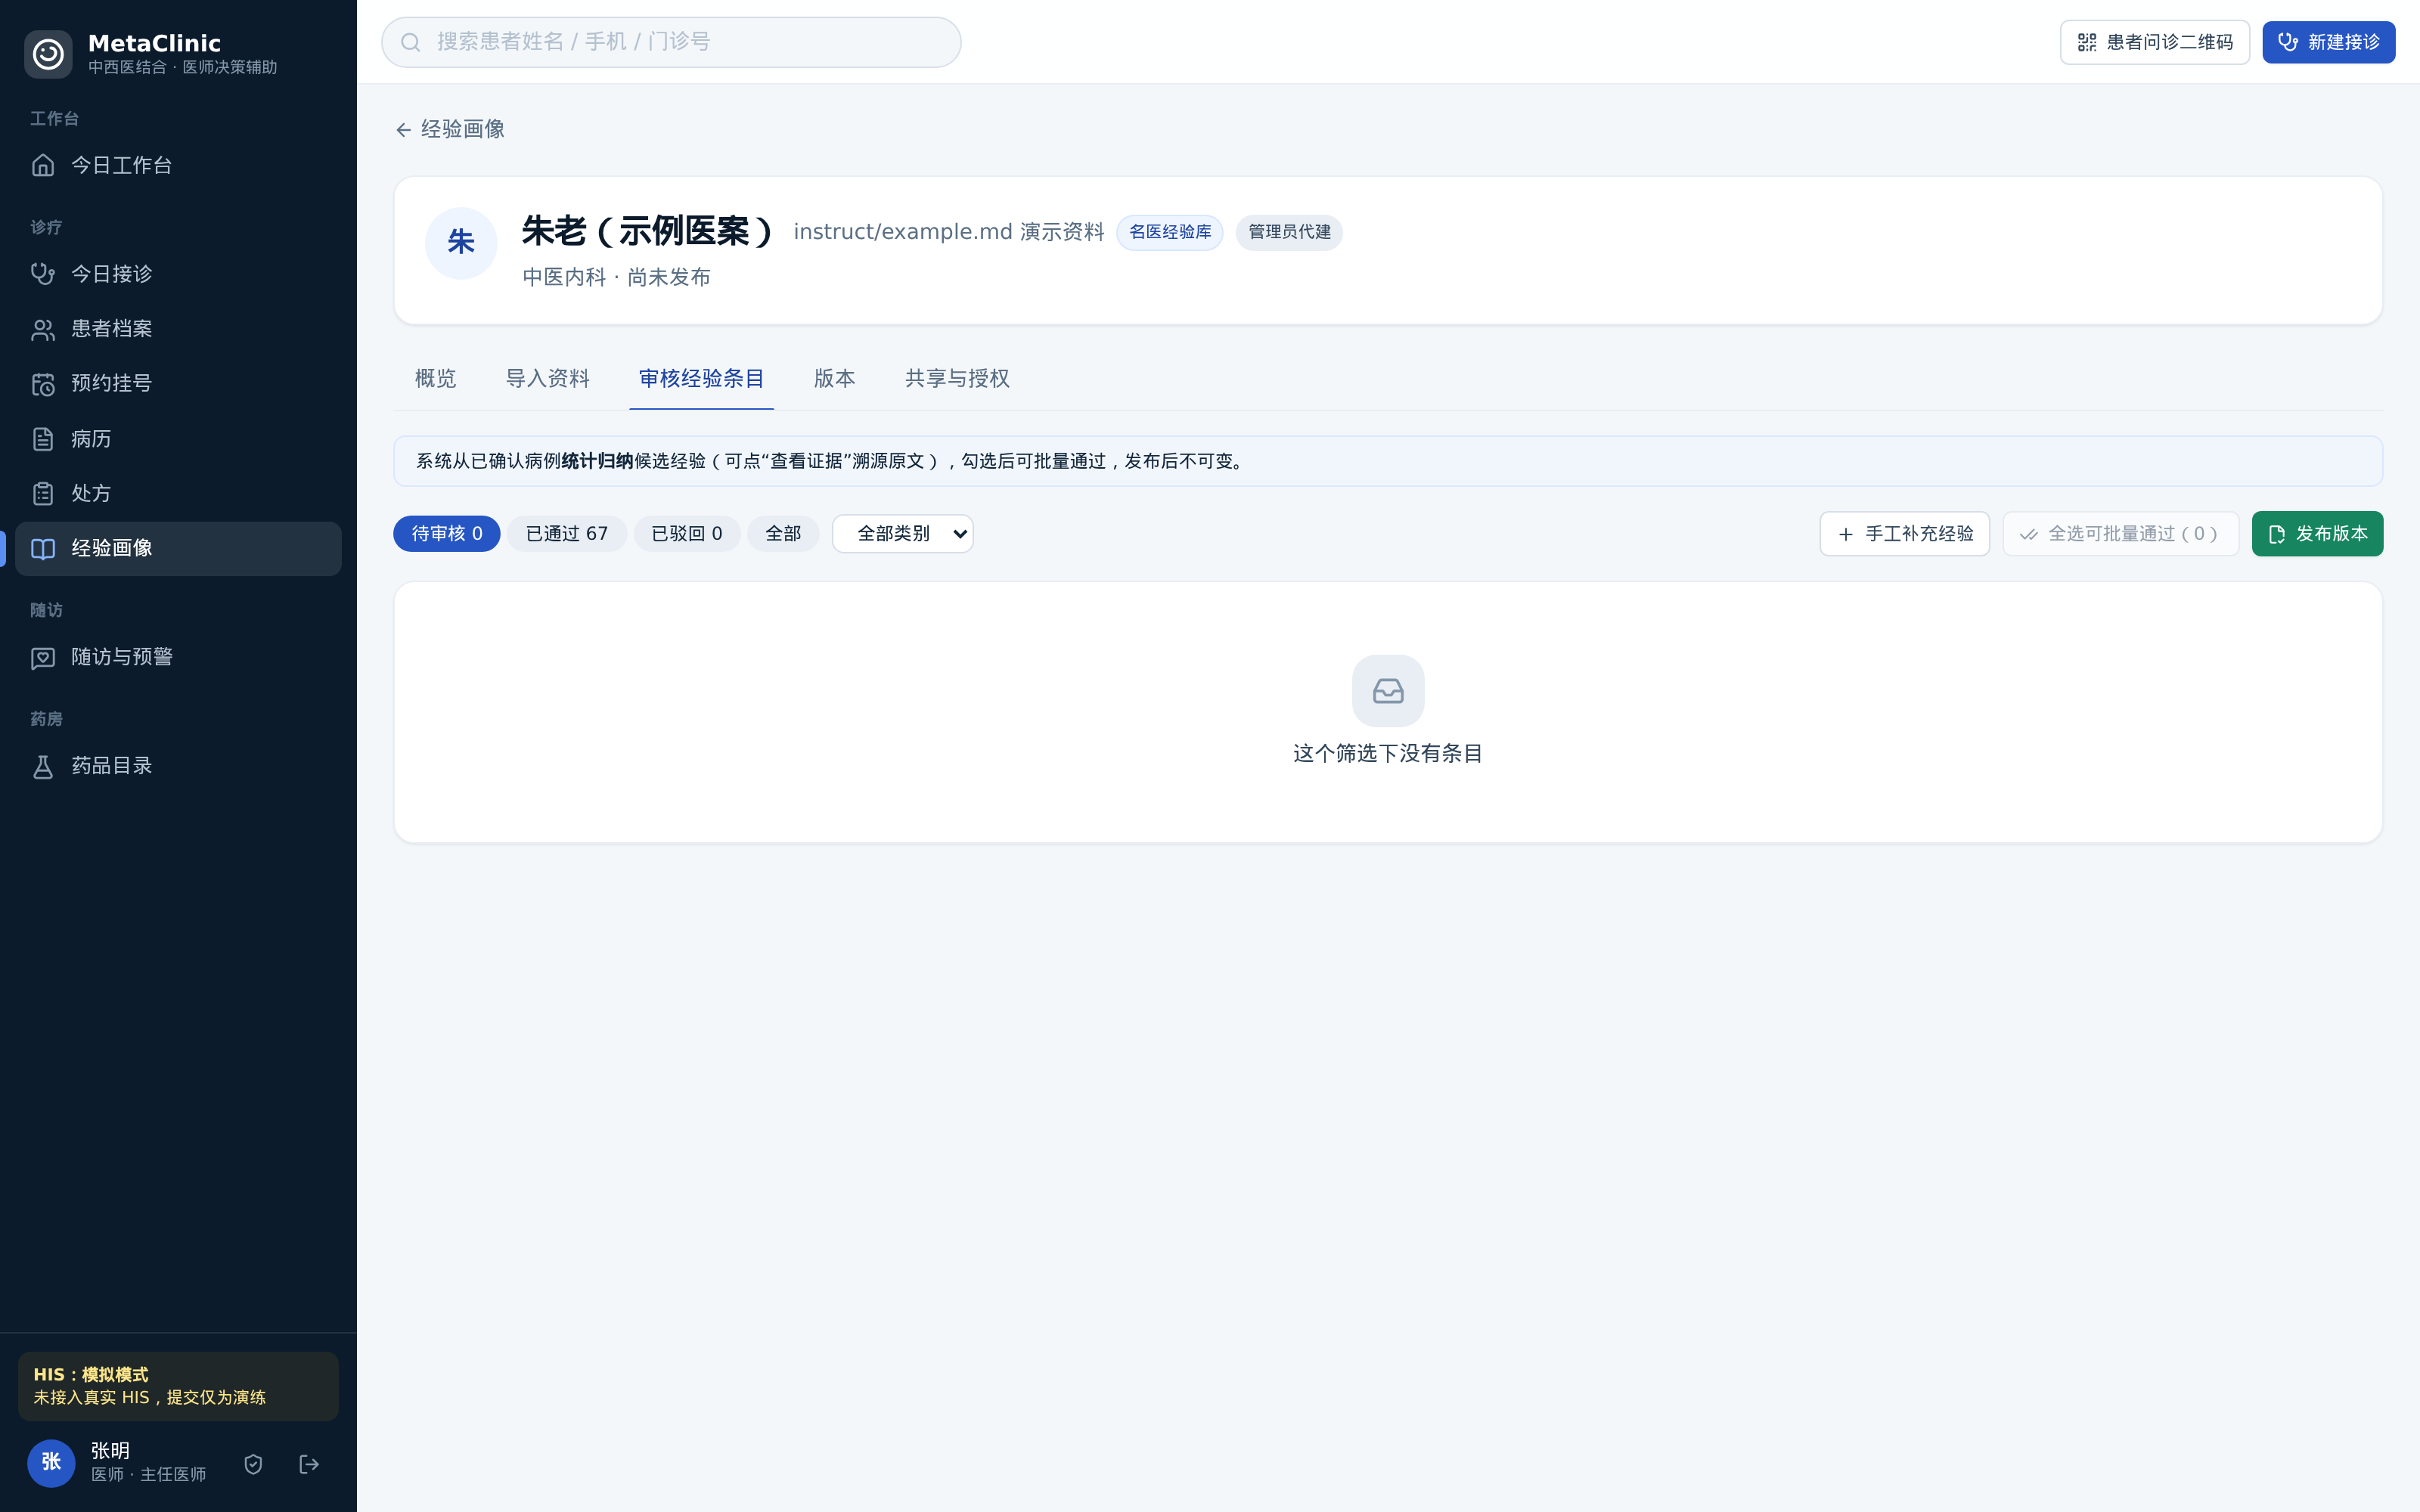 MetaClinic
中西医结合 · 医师决策辅助
工作台
今日工作台
诊疗
今日接诊
患者档案
预约挂号
病历
处方
经验画像
随访
随访与预警
药房
药品目录
HIS：模拟模式
未接入真实 HIS，提交仅为演练
张
张明
医师 · 主任医师
搜索患者姓名 / 手机 / 门诊号
患者问诊二维码
新建接诊
经验画像
朱
朱老（示例医案） instruct/example.md 演示资料 名医经验库 管理员代建
中医内科 · 尚未发布
概览 导入资料 审核经验条目 版本 共享与授权
系统从已确认病例统计归纳候选经验（可点“查看证据”溯源原文），勾选后可批量通过，发布后不可变。
待审核 0 已通过 67 已驳回 0 全部 全部类别 手工补充经验 全选可批量通过（0） 发布版本
这个筛选下没有条目